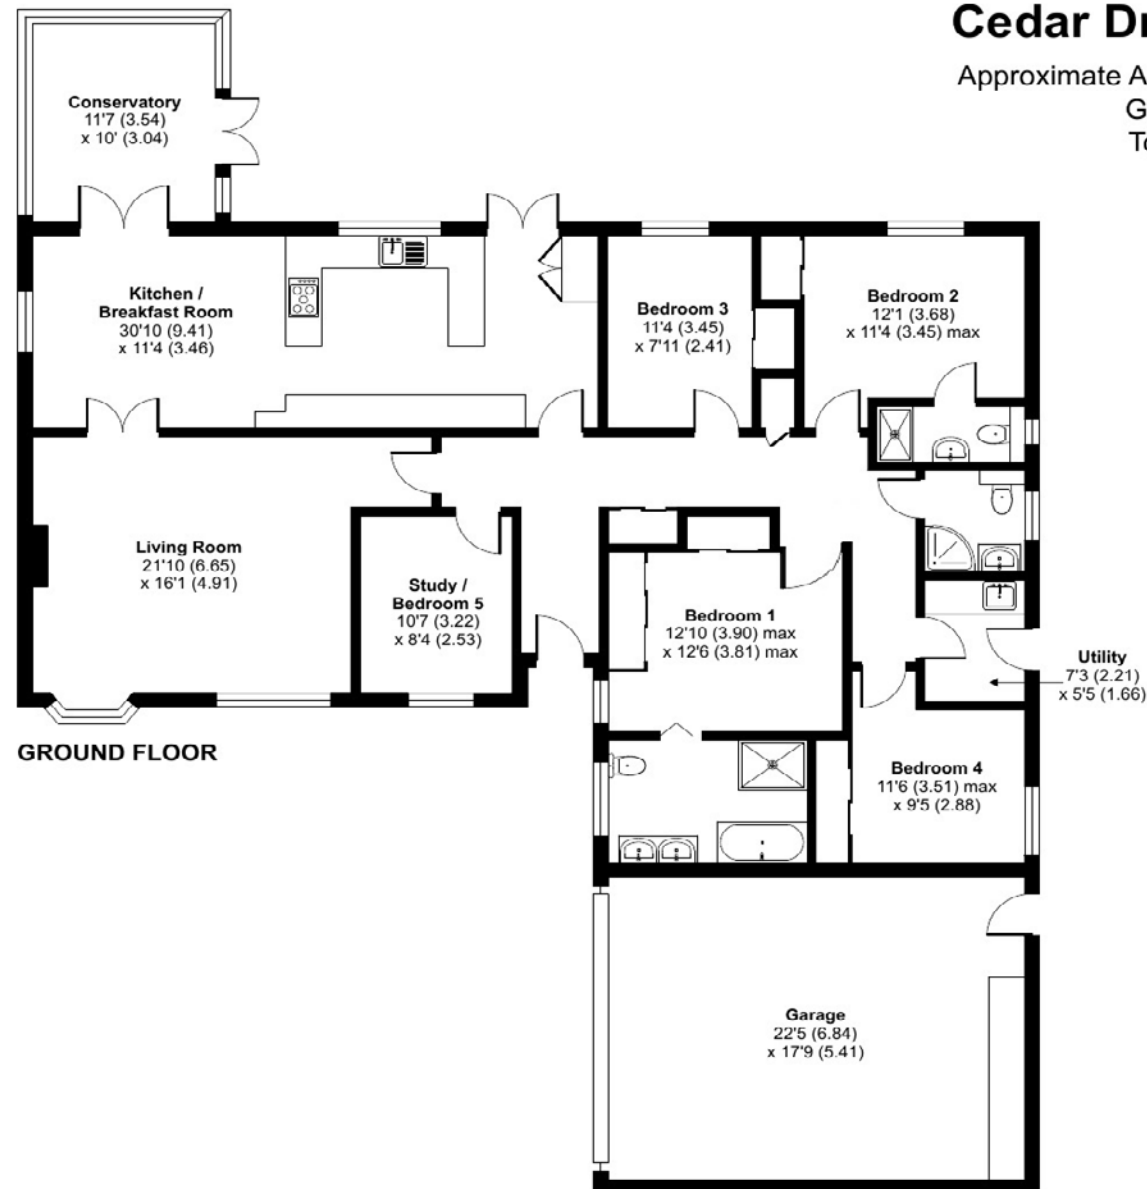 Cedar
Approximate
Conservatory
11'7 (3.54)
x 10' (3.04)
Kitchen /
Breakfast Room
30'10 (9.41)
x 11'4 (3.46)
Bedroom 3
11'4 (3.45)
x 7'11 (2.41)
Bedroom 2
12'1 (3.68)
x 11'4 (3.45) max
Living Room
21'10 (6.65)
x 16'1 (4.91)
Study /
Bedroom 5
10'7 (3.22)
x 8'4 (2.53)
Bedroom 1
12'10 (3.90) max
x 12'6 (3.81) max
Utility
7'3 (2.21)
x 5'5 (1.66)
GROUND FLOOR
Bedroom 4
11'6 (3.51) max
x 9'5 (2.88)
Garage
22'5 (6.84)
x 17'9 (5.41)